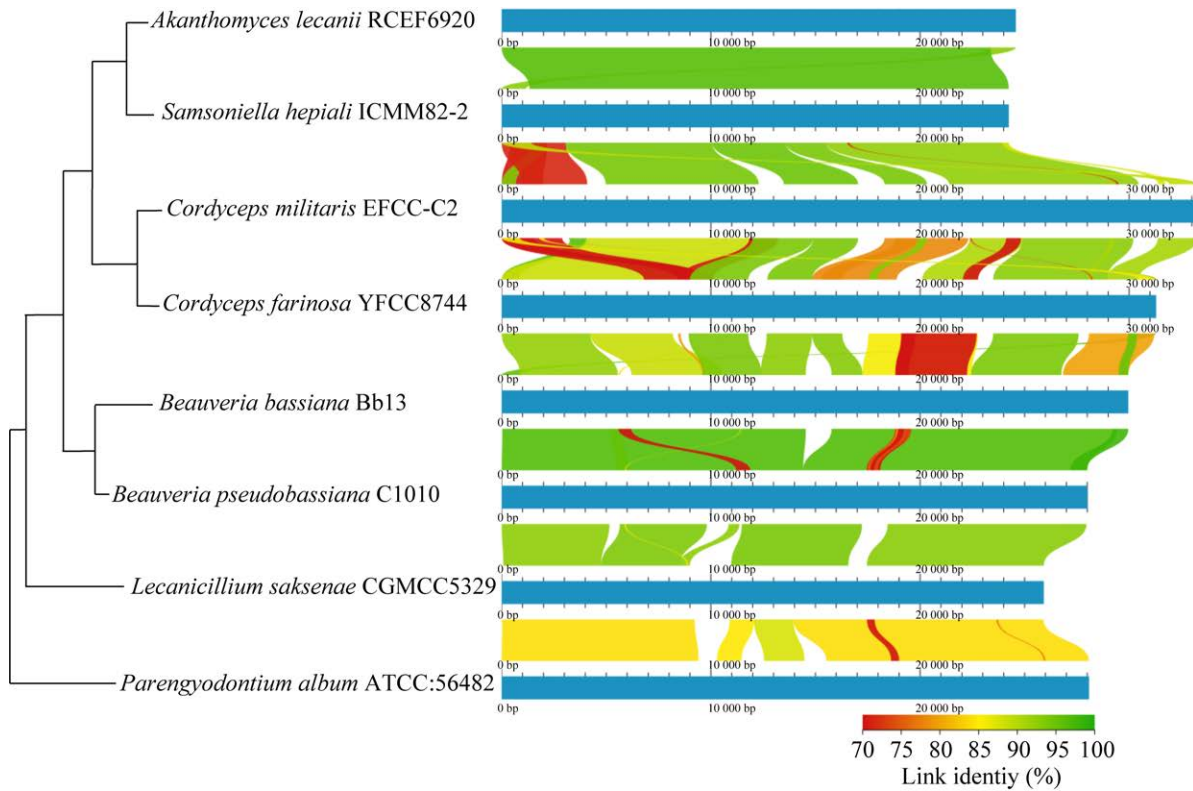 Akanthomyces lecanii RCEF6920
0 bp 10 000 bp 20 000 bp
0 bp 10 000 bp 20 000 bp
Samsoniella hepiali ICMM82-2
0 bp 10 000 bp 20 000 bp
0 bp 10 000 bp 20 000 bp 30 000 bp
Cordyceps militaris EFCC-C2
0 bp 10 000 bp 20 000 bp 30 000 bp
0 bp 10 000 bp 20 000 bp 30 000 bp
Cordyceps farinosa YFCC8744
0 bp 10 000 bp 20 000 bp 30 000 bp
0 bp 10 000 bp 20 000 bp
Beauveria bassiana Bb13
0 bp 10 000 bp 20 000 bp
0 bp 10 000 bp 20 000 bp
Beauveria pseudobassiana C1010
0 bp 10 000 bp 20 000 bp
0 bp 10 000 bp 20 000 bp
Lecanicillium saksenae CGMCC5329
0 bp 10 000 bp 20 000 bp
0 bp 10 000 bp 20 000 bp
Parengyodontium album ATCC:56482
0 bp 10 000 bp 20 000 bp
70 75 80 85 90 95 100
Link identiy (%)